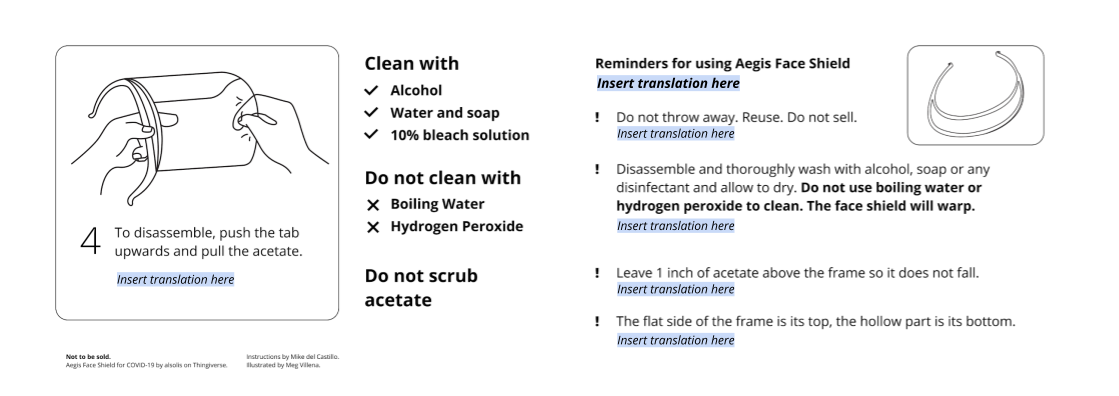 4
To disassemble, push the tab
upwards and pull the acetate.
Insert translation here
Not to be sold.
Aegis Face Shield for COVID-19 by alsolis on Thingiverse.
Instructions by Mike del Castillo.
Illustrated by Meg Villena.
Clean with
Alcohol
Water and soap
10% bleach solution
Do not clean with
Boiling Water
Hydrogen Peroxide
Do not scrub
acetate
Reminders for using Aegis Face Shield
Insert translation here
! Do not throw away. Reuse. Do not sell.
Insert translation here
! Disassemble and thoroughly wash with alcohol, soap or any
disinfectant and allow to dry. Do not use boiling water or
hydrogen peroxide to clean. The face shield will warp.
Insert translation here
! Leave 1 inch of acetate above the frame so it does not fall.
Insert translation here
! The flat side of the frame is its top, the hollow part is its bottom.
Insert translation here